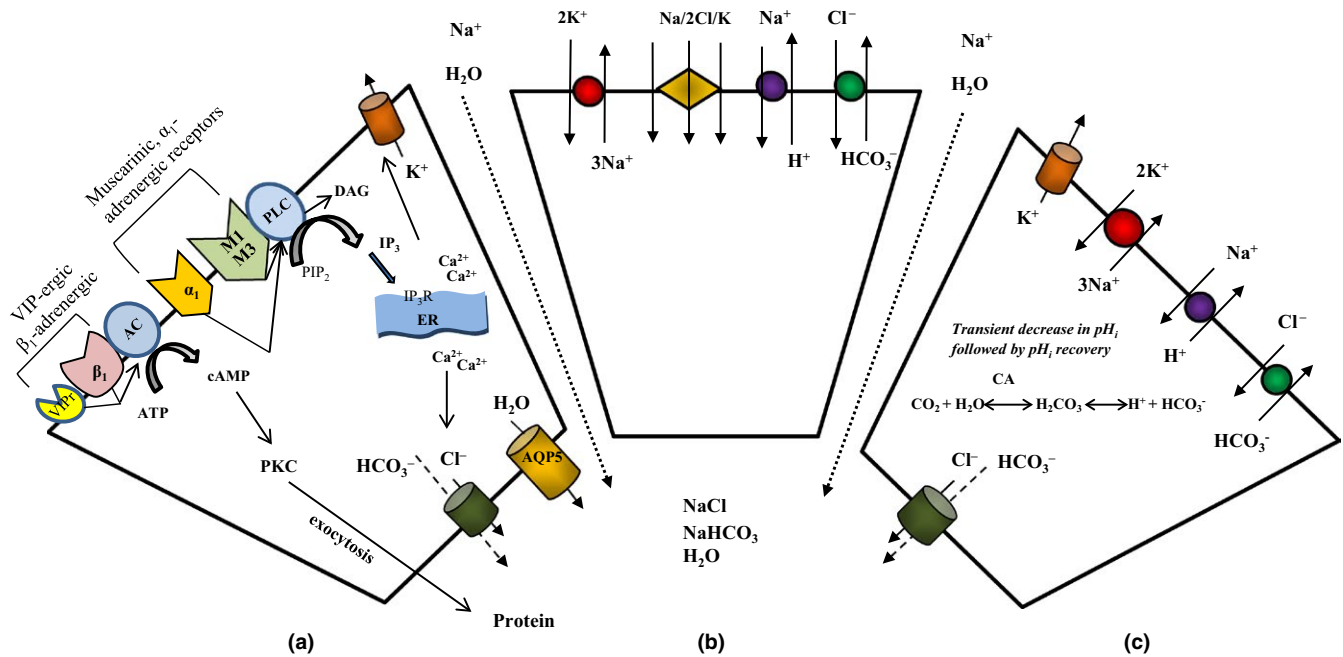 Muscarinic, α₁-
adrenergic receptors
VIP-ergic
β₁-adrenergic
VIPr
β₁
AC
α₁
M1
M3
PLC
DAG
PIP₂
IP₃
K⁺
Ca²⁺
Ca²⁺
IP₃R
ER
Ca²⁺
Ca²⁺
cAMP
ATP
PKC
exocytosis
Protein
HCO₃⁻
Cl⁻
H₂O
AQP5
(a)
Na⁺
H₂O
2K⁺
Na/2Cl/K
Na⁺
Cl⁻
3Na⁺
H⁺
HCO₃⁻
NaCl
NaHCO₃
H₂O
(b)
Na⁺
H₂O
K⁺
2K⁺
3Na⁺
Na⁺
H⁺
Cl⁻
HCO₃⁻
Transient decrease in pHᵢ
followed by pHᵢ recovery
CA
CO₂ + H₂O ⟷ H₂CO₃ ⟷ H⁺ + HCO₃⁻
Cl⁻
HCO₃⁻
(c)